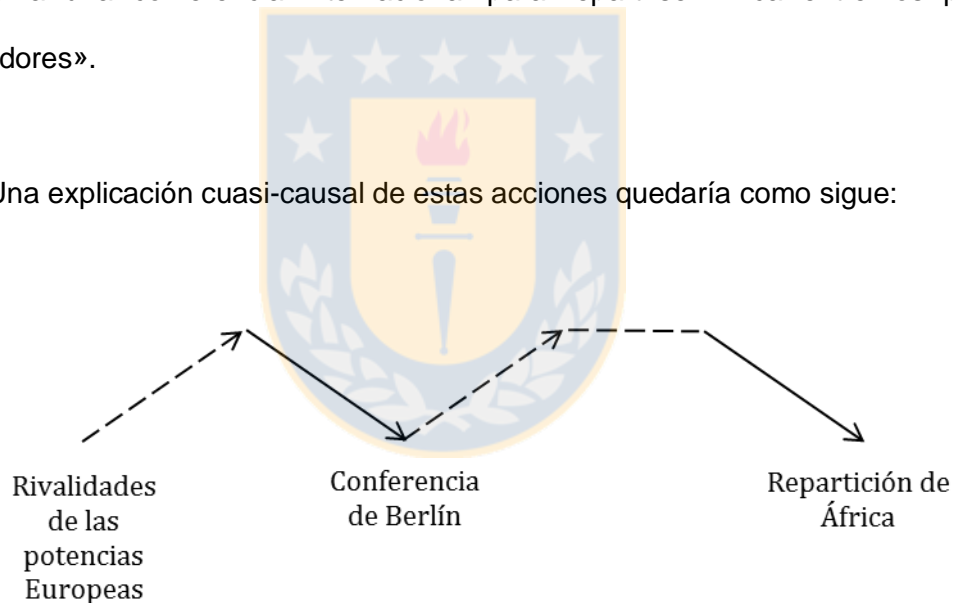 dores».
Una explicación cuasi-causal de estas acciones quedaría como sigue:
Rivalidades
de las
potencias
Europeas
Conferencia
de Berlín
Repartición de
África